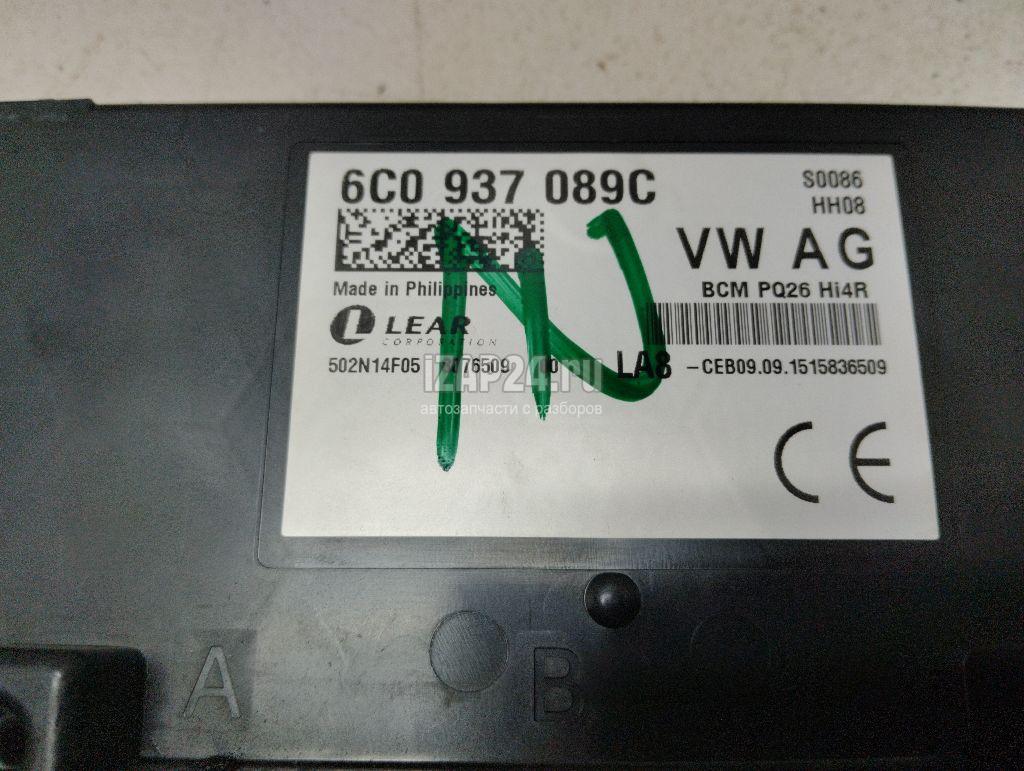 6C0 937 089C
S0086
HH08
VW AG
Made in Philippines
BCM PQ26 Hi4R
LEAR
CORPORATION
502N14F05 LA8 -CEB09.09.1515836509
iZAP24.ru
автозапчасти с разборов
CE
A B